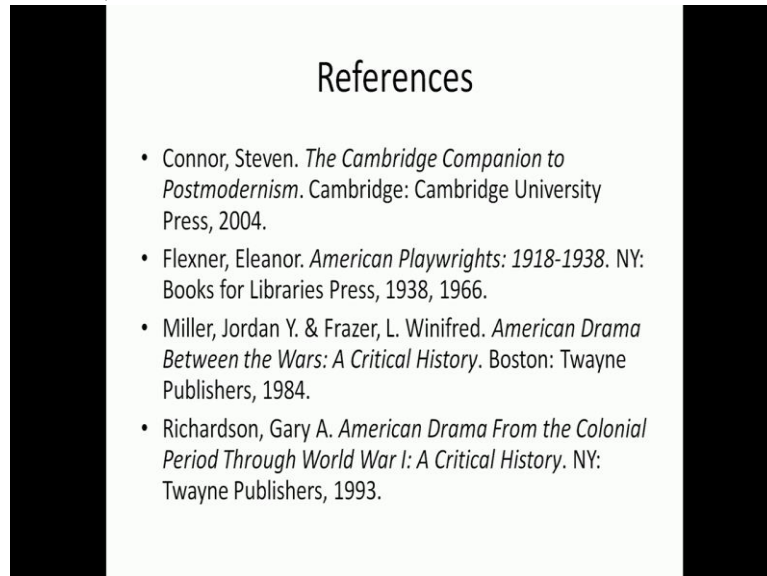 References
• Connor, Steven. The Cambridge Companion to
Postmodernism. Cambridge: Cambridge University
Press, 2004.
• Flexner, Eleanor. American Playwrights: 1918-1938. NY:
Books for Libraries Press, 1938, 1966.
• Miller, Jordan Y. & Frazer, L. Winifred. American Drama
Between the Wars: A Critical History. Boston: Twayne
Publishers, 1984.
• Richardson, Gary A. American Drama From the Colonial
Period Through World War I: A Critical History. NY:
Twayne Publishers, 1993.